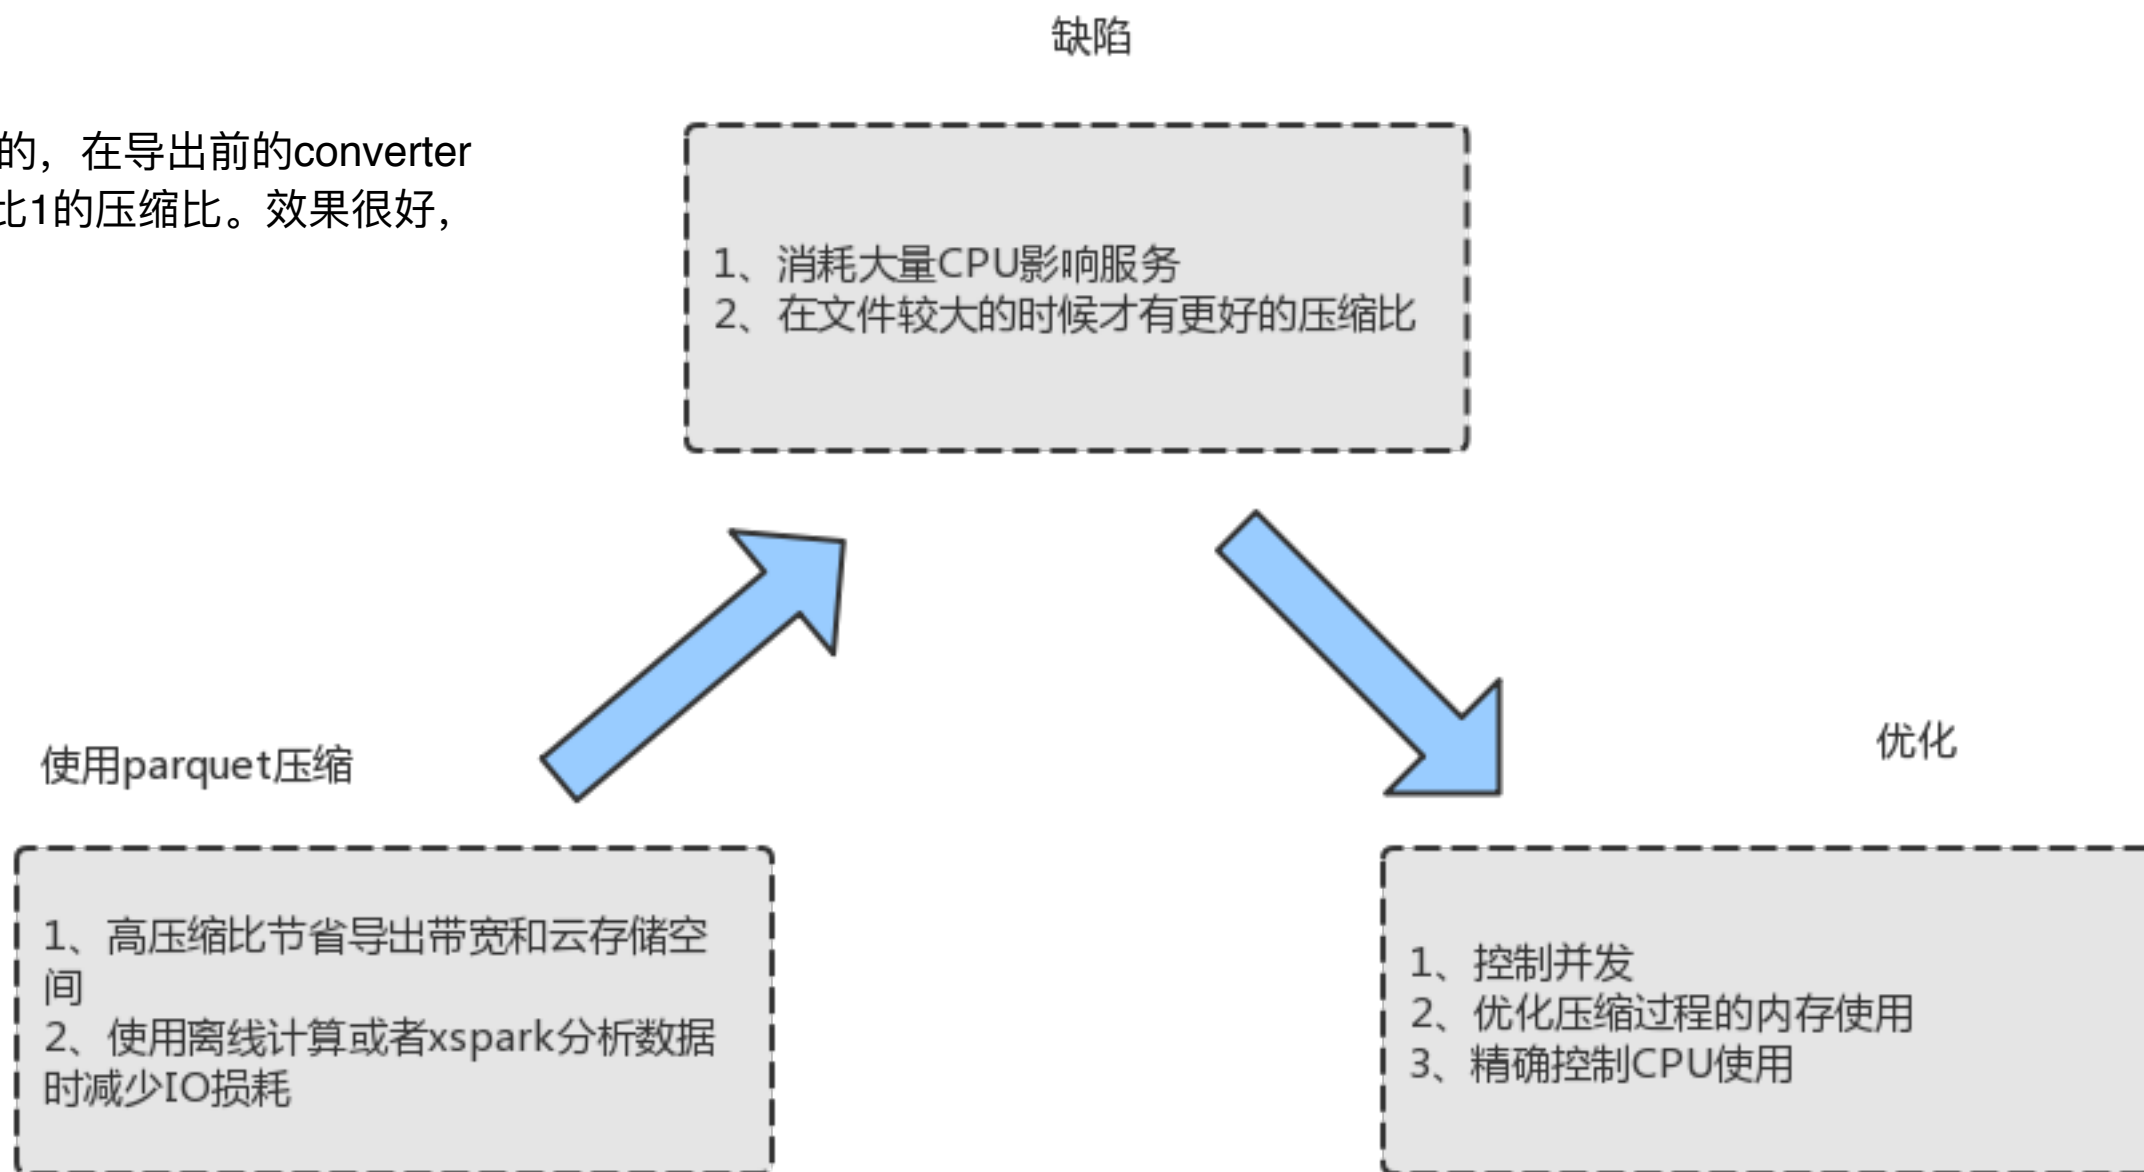 缺陷
的，在导出前的converter
比1的压缩比。效果很好，
1、消耗大量CPU影响服务
2、在文件较大的时候才有更好的压缩比
使用parquet压缩
1、高压缩比节省导出带宽和云存储空
间
2、使用离线计算或者xspark分析数据
时减少IO损耗
优化
1、控制并发
2、优化压缩过程的内存使用
3、精确控制CPU使用